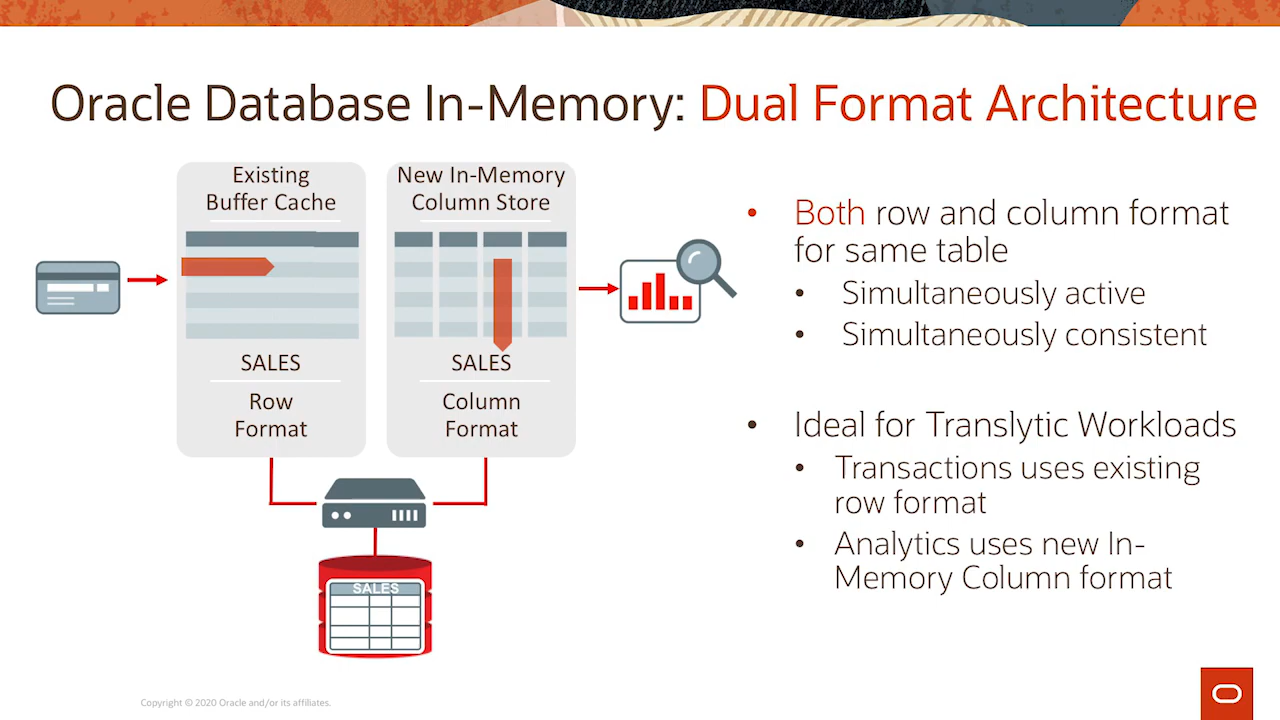 Oracle Database In-Memory: Dual Format Architecture
Existing
Buffer Cache
SALES
Row
Format
New In-Memory
Column Store
SALES
Column
Format
SALES
• Both row and column format
for same table
• Simultaneously active
• Simultaneously consistent
• Ideal for Translytic Workloads
• Transactions uses existing
row format
• Analytics uses new In-
Memory Column format
Copyright © 2020 Oracle and/or its affiliates.